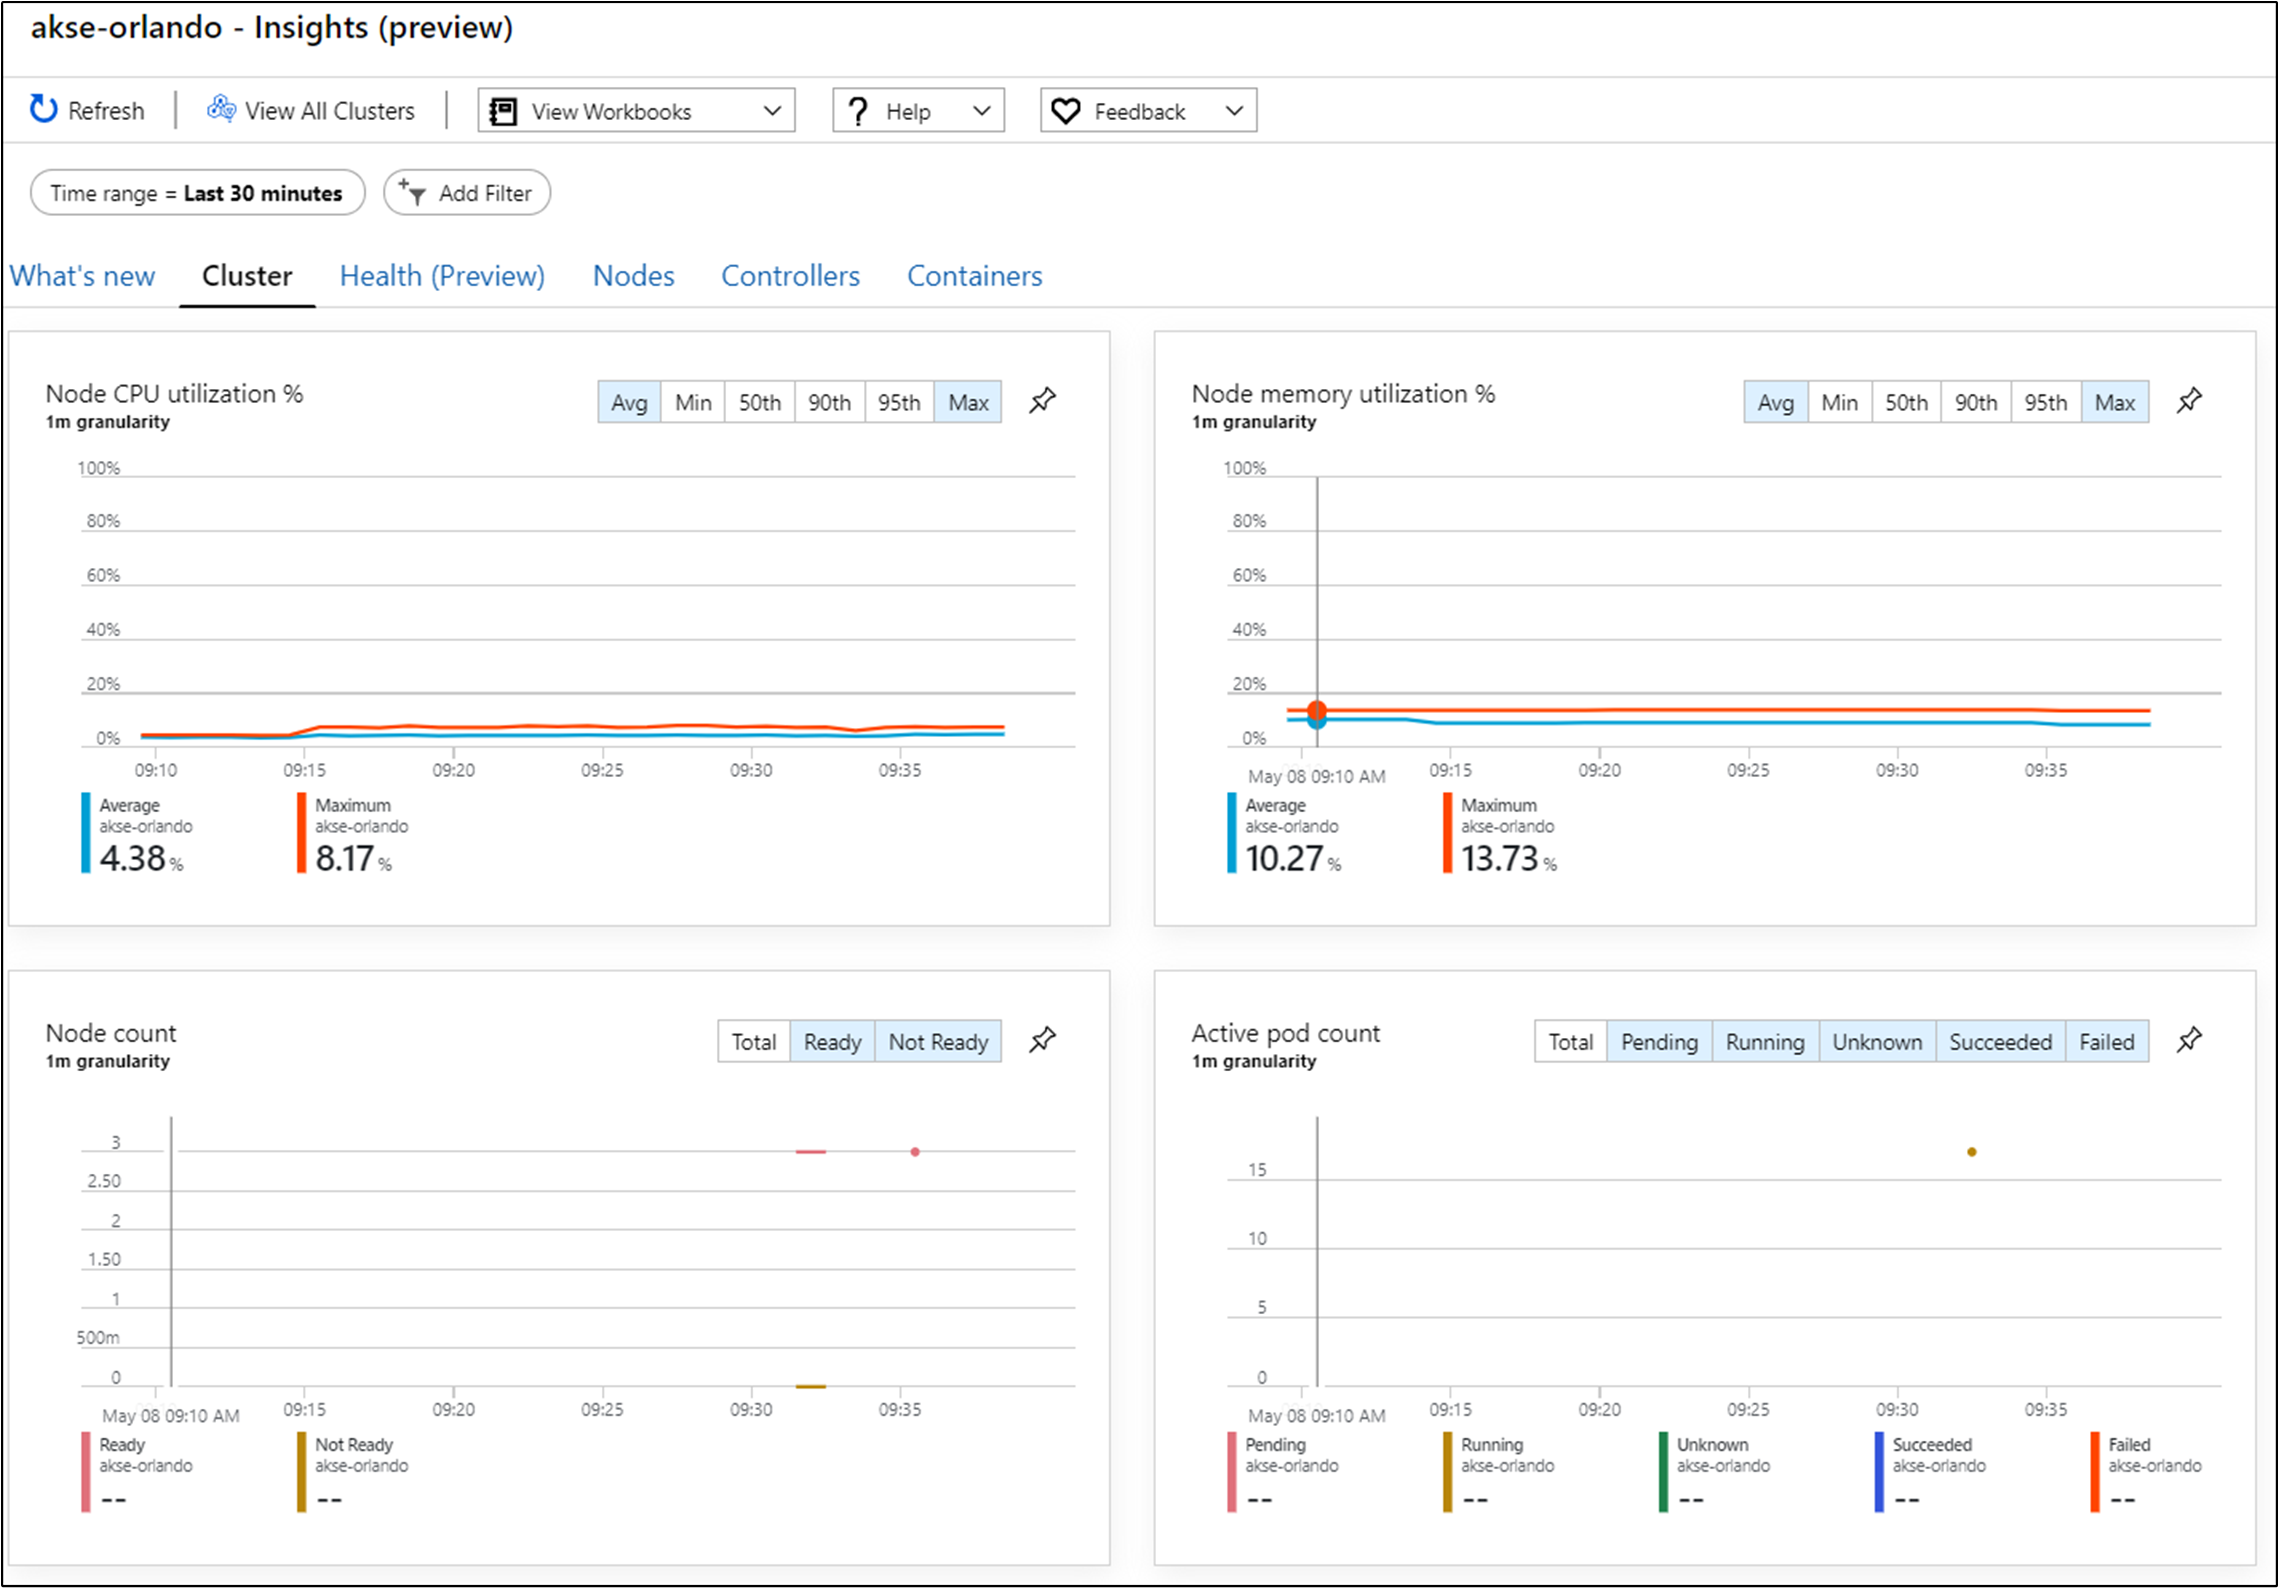 akse-orlando - Insights (preview)
Refresh View All Clusters View Workbooks Help Feedback
Time range = Last 30 minutes Add Filter
What's new Cluster Health (Preview) Nodes Controllers Containers
Node CPU utilization %
1m granularity
Avg Min 50th 90th 95th Max
100%
80%
60%
40%
20%
0%
09:10 09:15 09:20 09:25 09:30 09:35
Average
akse-orlando
4.38 %
Maximum
akse-orlando
8.17 %
Node memory utilization %
1m granularity
Avg Min 50th 90th 95th Max
100%
80%
60%
40%
20%
0%
May 08 09:10 AM 09:15 09:20 09:25 09:30 09:35
Average
akse-orlando
10.27 %
Maximum
akse-orlando
13.73 %
Node count
1m granularity
Total Ready Not Ready
3
2.50
2
1.50
1
500m
0
May 08 09:10 AM 09:15 09:20 09:25 09:30 09:35
Ready
akse-orlando
--
Not Ready
akse-orlando
--
Active pod count
1m granularity
Total Pending Running Unknown Succeeded Failed
15
10
5
0
May 08 09:10 AM 09:15 09:20 09:25 09:30 09:35
Pending
akse-orlando
--
Running
akse-orlando
--
Unknown
akse-orlando
--
Succeeded
akse-orlando
--
Failed
akse-orlando
--